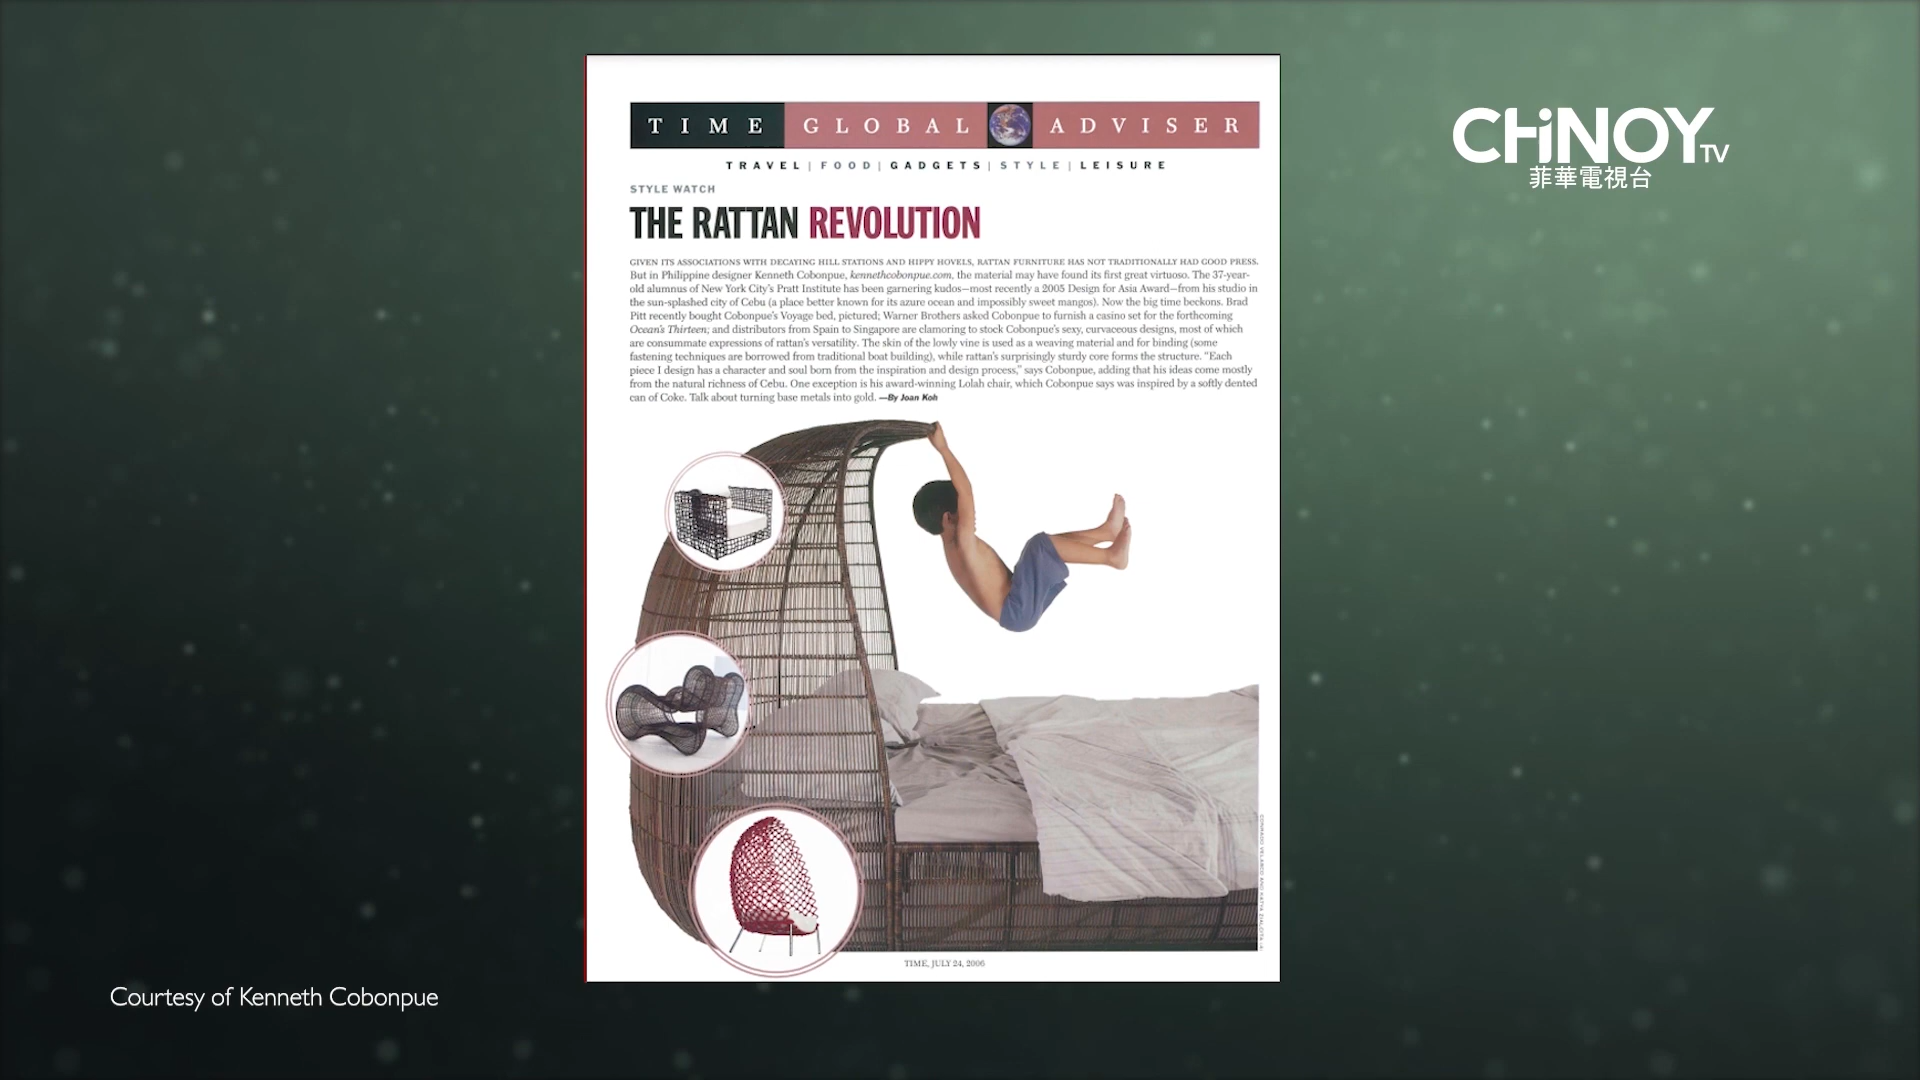 TIME GLOBAL ADVISER
TRAVEL | FOOD | GADGETS | STYLE | LEISURE
STYLE WATCH
THE RATTAN REVOLUTION
GIVEN ITS ASSOCIATIONS WITH DECAYING HILL STATIONS AND HIPPY HOVELS, RATTAN FURNITURE HAS NOT TRADITIONALLY HAD GOOD PRESS.
But in Philippine designer Kenneth Cobonpue, kennethcobonpue.com, the material may have found its first great virtuoso. The 37-year-
old alumnus of New York City's Pratt Institute has been garnering kudos—most recently a 2005 Design for Asia Award—from his studio in
the sun-splashed city of Cebu (a place better known for its azure ocean and impossibly sweet mangos). Now the big time beckons. Brad
Pitt recently bought Cobonpue's Voyage bed, pictured; Warner Brothers asked Cobonpue to furnish a casino set for the forthcoming
Ocean's Thirteen; and distributors from Spain to Singapore are clamoring to stock Cobonpue's sexy, curvaceous designs, most of which
are consummate expressions of rattan's versatility. The skin of the lowly vine is used as a weaving material and for binding (some
fastening techniques are borrowed from traditional boat building), while rattan's surprisingly sturdy core forms the structure. "Each
piece I design has a character and soul born from the inspiration and design process," says Cobonpue, adding that his ideas come mostly
from the natural richness of Cebu. One exception is his award-winning Lolah chair, which Cobonpue says was inspired by a softly dented
can of Coke. Talk about turning base metals into gold. —By Joan Koh
TIME, JULY 24, 2006
CHiNOY TV
菲華電視台
Courtesy of Kenneth Cobonpue